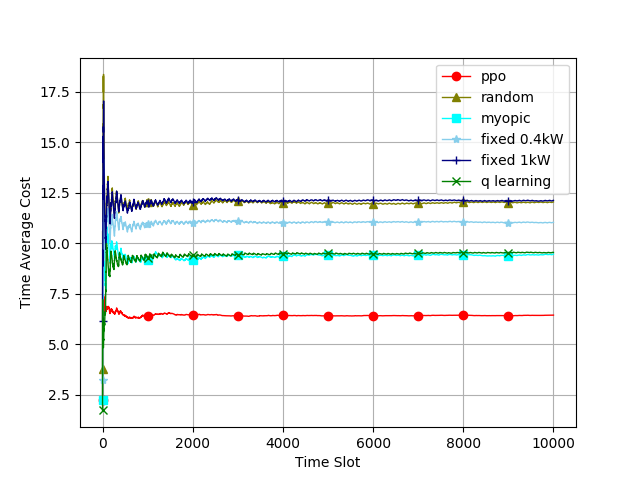 17.5
15.0
12.5
10.0
7.5
5.0
2.5
Time Average Cost
0
2000
4000
6000
8000
10000
Time Slot
ppo
random
myopic
fixed 0.4kW
fixed 1kW
q learning